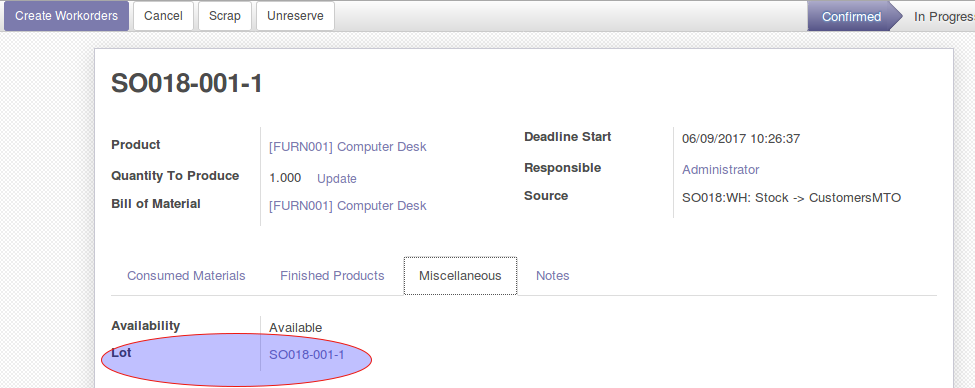 Create Workorders Cancel Scrap Unreserve Confirmed In Progres
SO018-001-1
Product [FURN001] Computer Desk
Quantity To Produce 1.000 Update
Bill of Material [FURN001] Computer Desk
Deadline Start 06/09/2017 10:26:37
Responsible Administrator
Source SO018:WH: Stock -> CustomersMTO
Consumed Materials Finished Products Miscellaneous Notes
Availability Available
Lot SO018-001-1